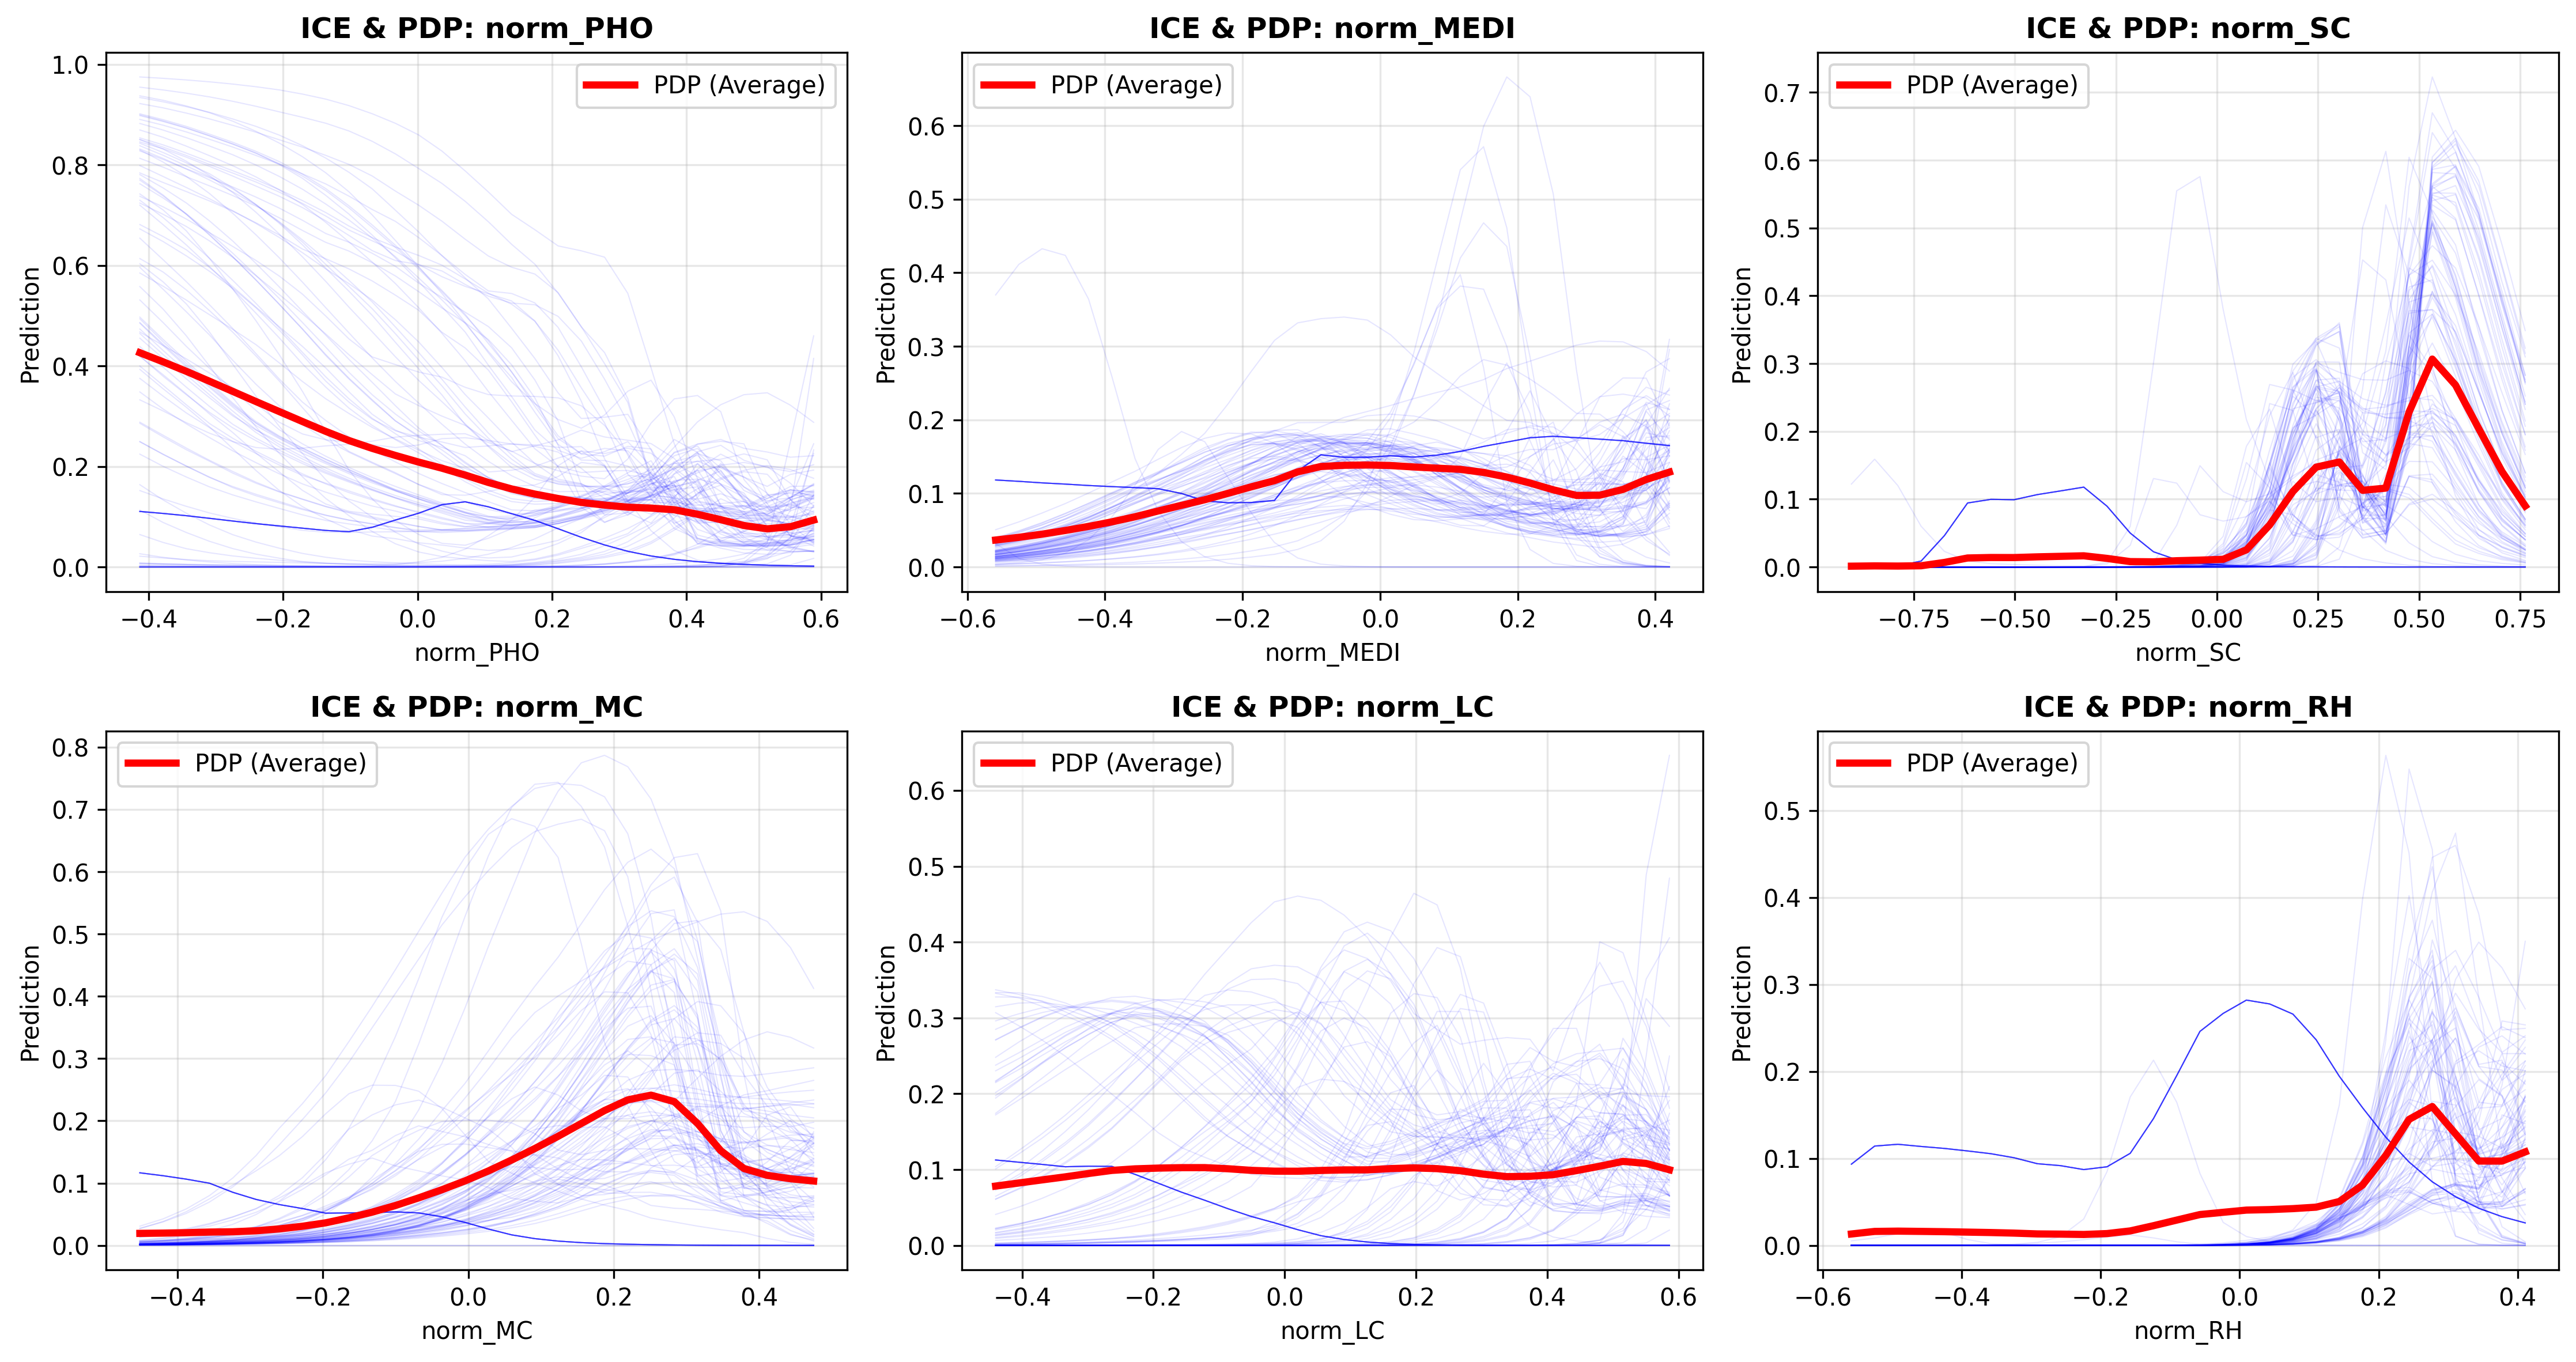 ICE & PDP: norm_PHO
PDP (Average)
Prediction
1.0
0.8
0.6
0.4
0.2
0.0
−0.4 −0.2 0.0 0.2 0.4 0.6
norm_PHO
ICE & PDP: norm_MEDI
PDP (Average)
Prediction
0.6
0.5
0.4
0.3
0.2
0.1
0.0
−0.6 −0.4 −0.2 0.0 0.2 0.4
norm_MEDI
ICE & PDP: norm_SC
PDP (Average)
Prediction
0.7
0.6
0.5
0.4
0.3
0.2
0.1
0.0
−0.75 −0.50 −0.25 0.00 0.25 0.50 0.75
norm_SC
ICE & PDP: norm_MC
PDP (Average)
Prediction
0.8
0.7
0.6
0.5
0.4
0.3
0.2
0.1
0.0
−0.4 −0.2 0.0 0.2 0.4
norm_MC
ICE & PDP: norm_LC
PDP (Average)
Prediction
0.6
0.5
0.4
0.3
0.2
0.1
0.0
−0.4 −0.2 0.0 0.2 0.4 0.6
norm_LC
ICE & PDP: norm_RH
PDP (Average)
Prediction
0.5
0.4
0.3
0.2
0.1
0.0
−0.6 −0.4 −0.2 0.0 0.2 0.4
norm_RH